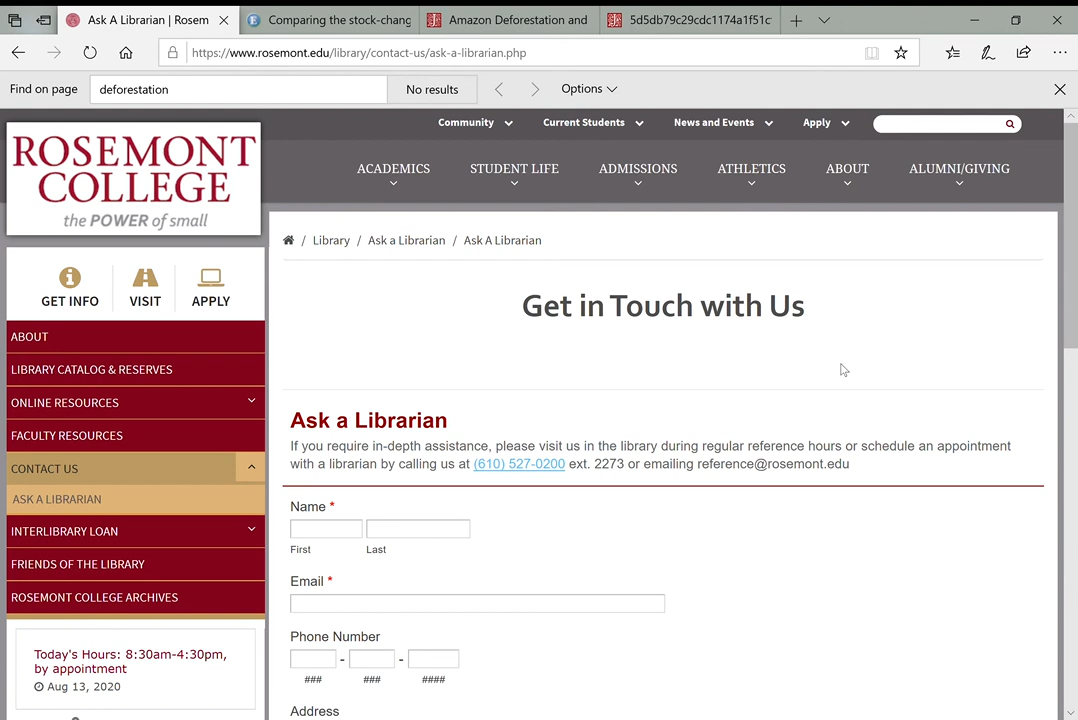 Ask A Librarian | Rosem
Comparing the stock-chang
Amazon Deforestation and
5d5db79c29cdc1174a1f51c
https://www.rosemont.edu/library/contact-us/ask-a-librarian.php
Find on page
deforestation
No results
Options
Community
Current Students
News and Events
Apply
ROSEMONT
COLLEGE
the POWER of small
ACADEMICS
STUDENT LIFE
ADMISSIONS
ATHLETICS
ABOUT
ALUMNI/GIVING
/ Library / Ask a Librarian / Ask A Librarian
GET INFO
VISIT
APPLY
Get in Touch with Us
ABOUT
LIBRARY CATALOG & RESERVES
ONLINE RESOURCES
FACULTY RESOURCES
CONTACT US
ASK A LIBRARIAN
INTERLIBRARY LOAN
FRIENDS OF THE LIBRARY
ROSEMONT COLLEGE ARCHIVES
Today's Hours: 8:30am-4:30pm,
by appointment
Aug 13, 2020
Ask a Librarian
If you require in-depth assistance, please visit us in the library during regular reference hours or schedule an appointment
with a librarian by calling us at (610) 527-0200 ext. 2273 or emailing reference@rosemont.edu
Name *
First
Last
Email *
Phone Number
- -
###
###
####
Address